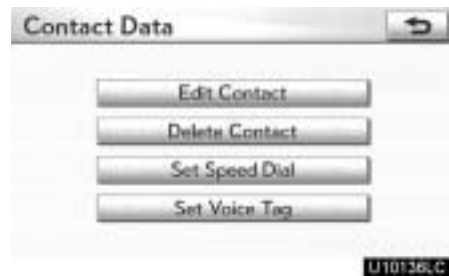 Contact Data
Edit Contact
Delete Contact
Set Speed Dial
Set Voice Tag
U10136LC